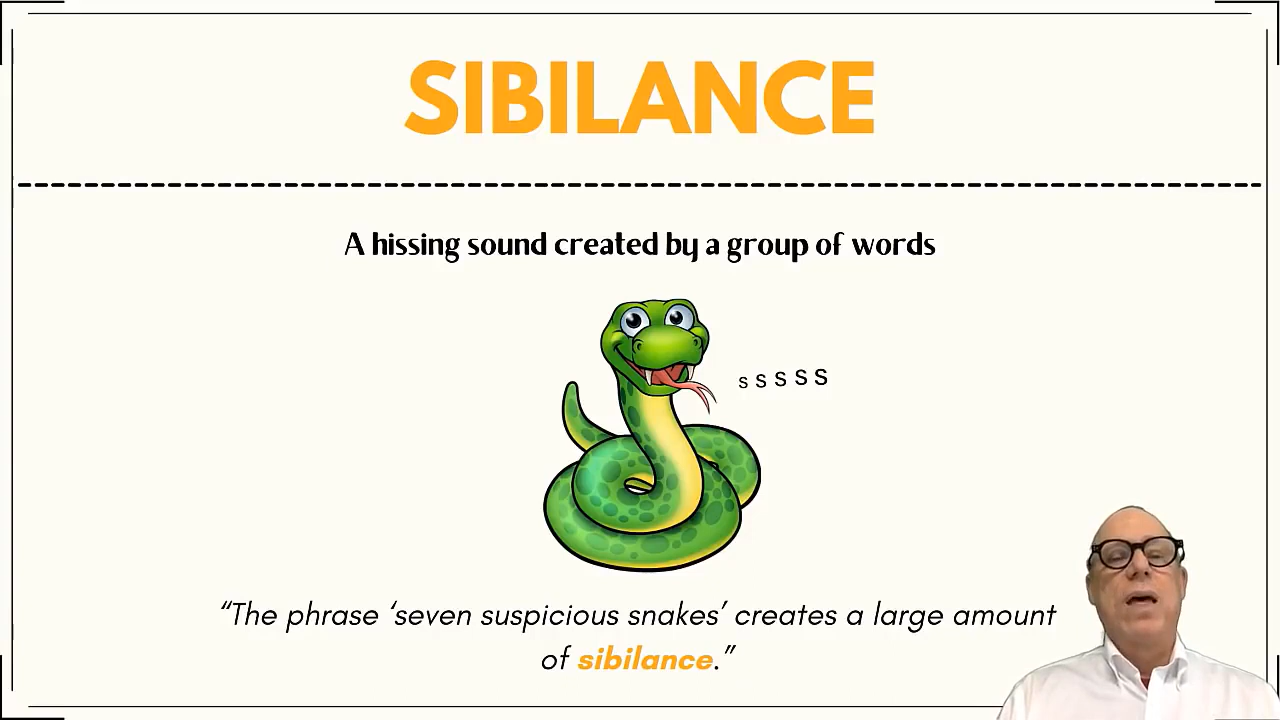 SIBILANCE
A hissing sound created by a group of words
s s s s s
“The phrase ‘seven suspicious snakes’ creates a large amount
of sibilance.”